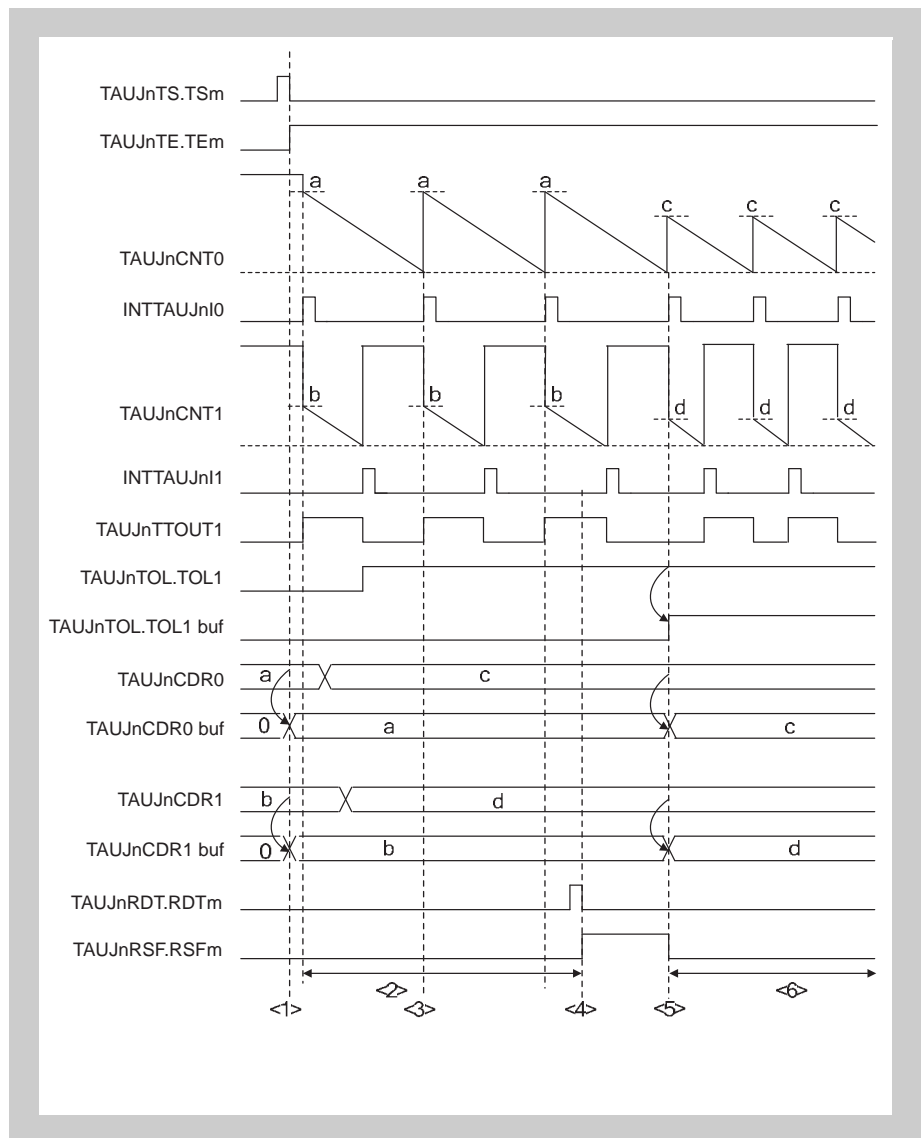 TAUJnTS.TSm
TAUJnTE.TEm
a a a
c c c
TAUJnCNT0
INTTAUJnI0
b b b d d d
TAUJnCNT1
INTTAUJnI1
TAUJnTTOUT1
TAUJnTOL.TOL1
TAUJnTOL.TOL1 buf
TAUJnCDR0 a c
TAUJnCDR0 buf 0 a c
TAUJnCDR1 b d
TAUJnCDR1 buf 0 b d
TAUJnRDT.RDTm
TAUJnRSF.RSFm
<2> <6>
<1> <3> <4> <5>